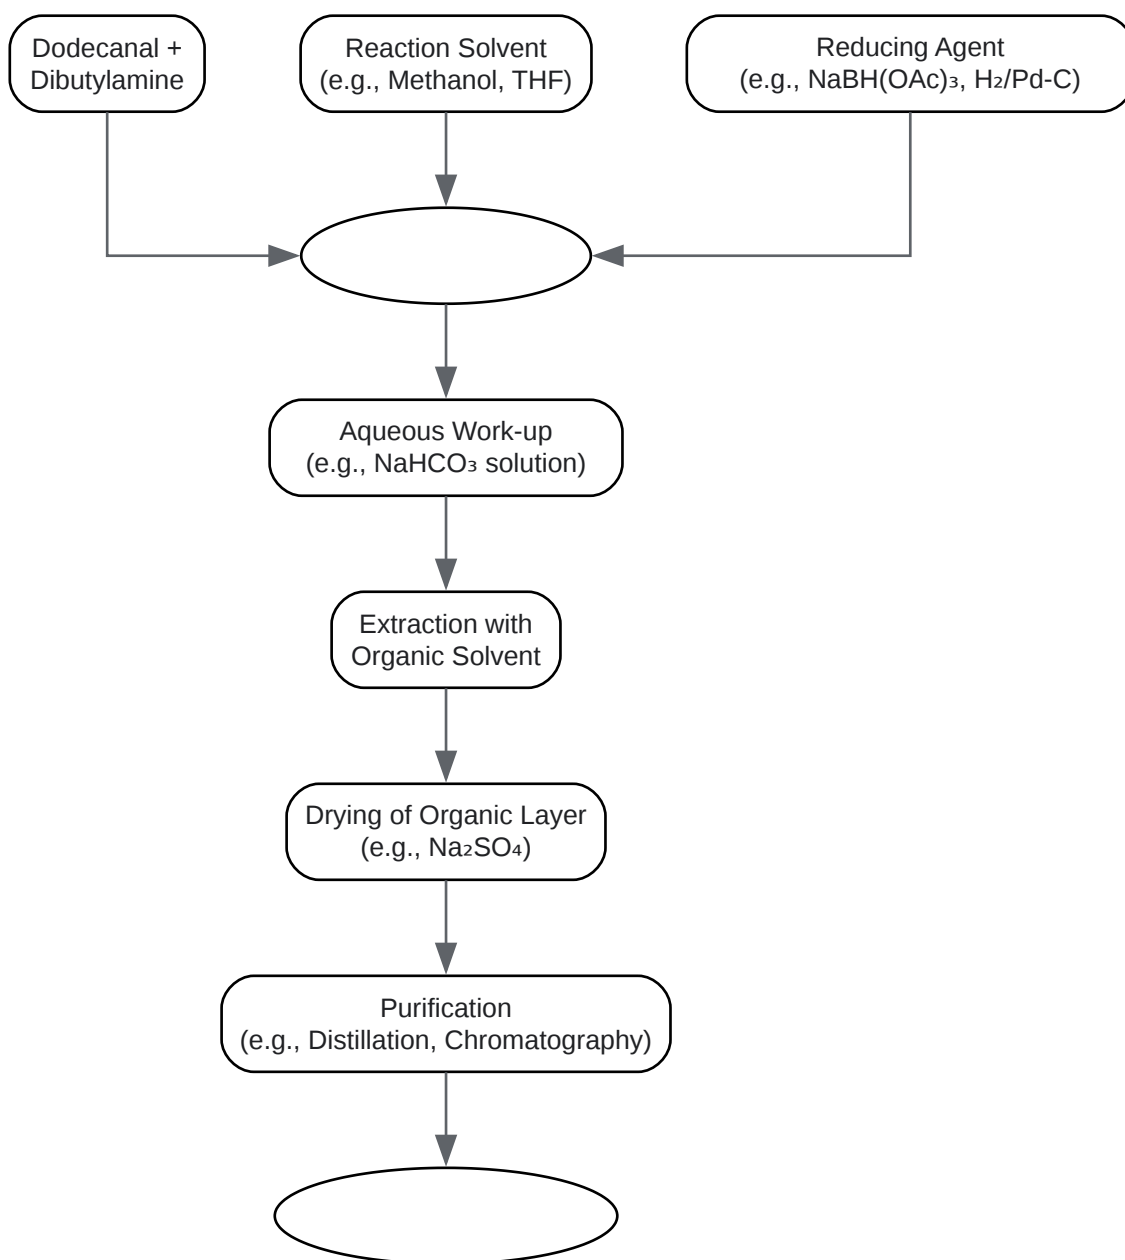 Dodecanal +
Dibutylamine
Reaction Solvent
(e.g., Methanol, THF)
Reducing Agent
(e.g., NaBH(OAc)₃, H₂/Pd-C)
Aqueous Work-up
(e.g., NaHCO₃ solution)
Extraction with
Organic Solvent
Drying of Organic Layer
(e.g., Na₂SO₄)
Purification
(e.g., Distillation, Chromatography)